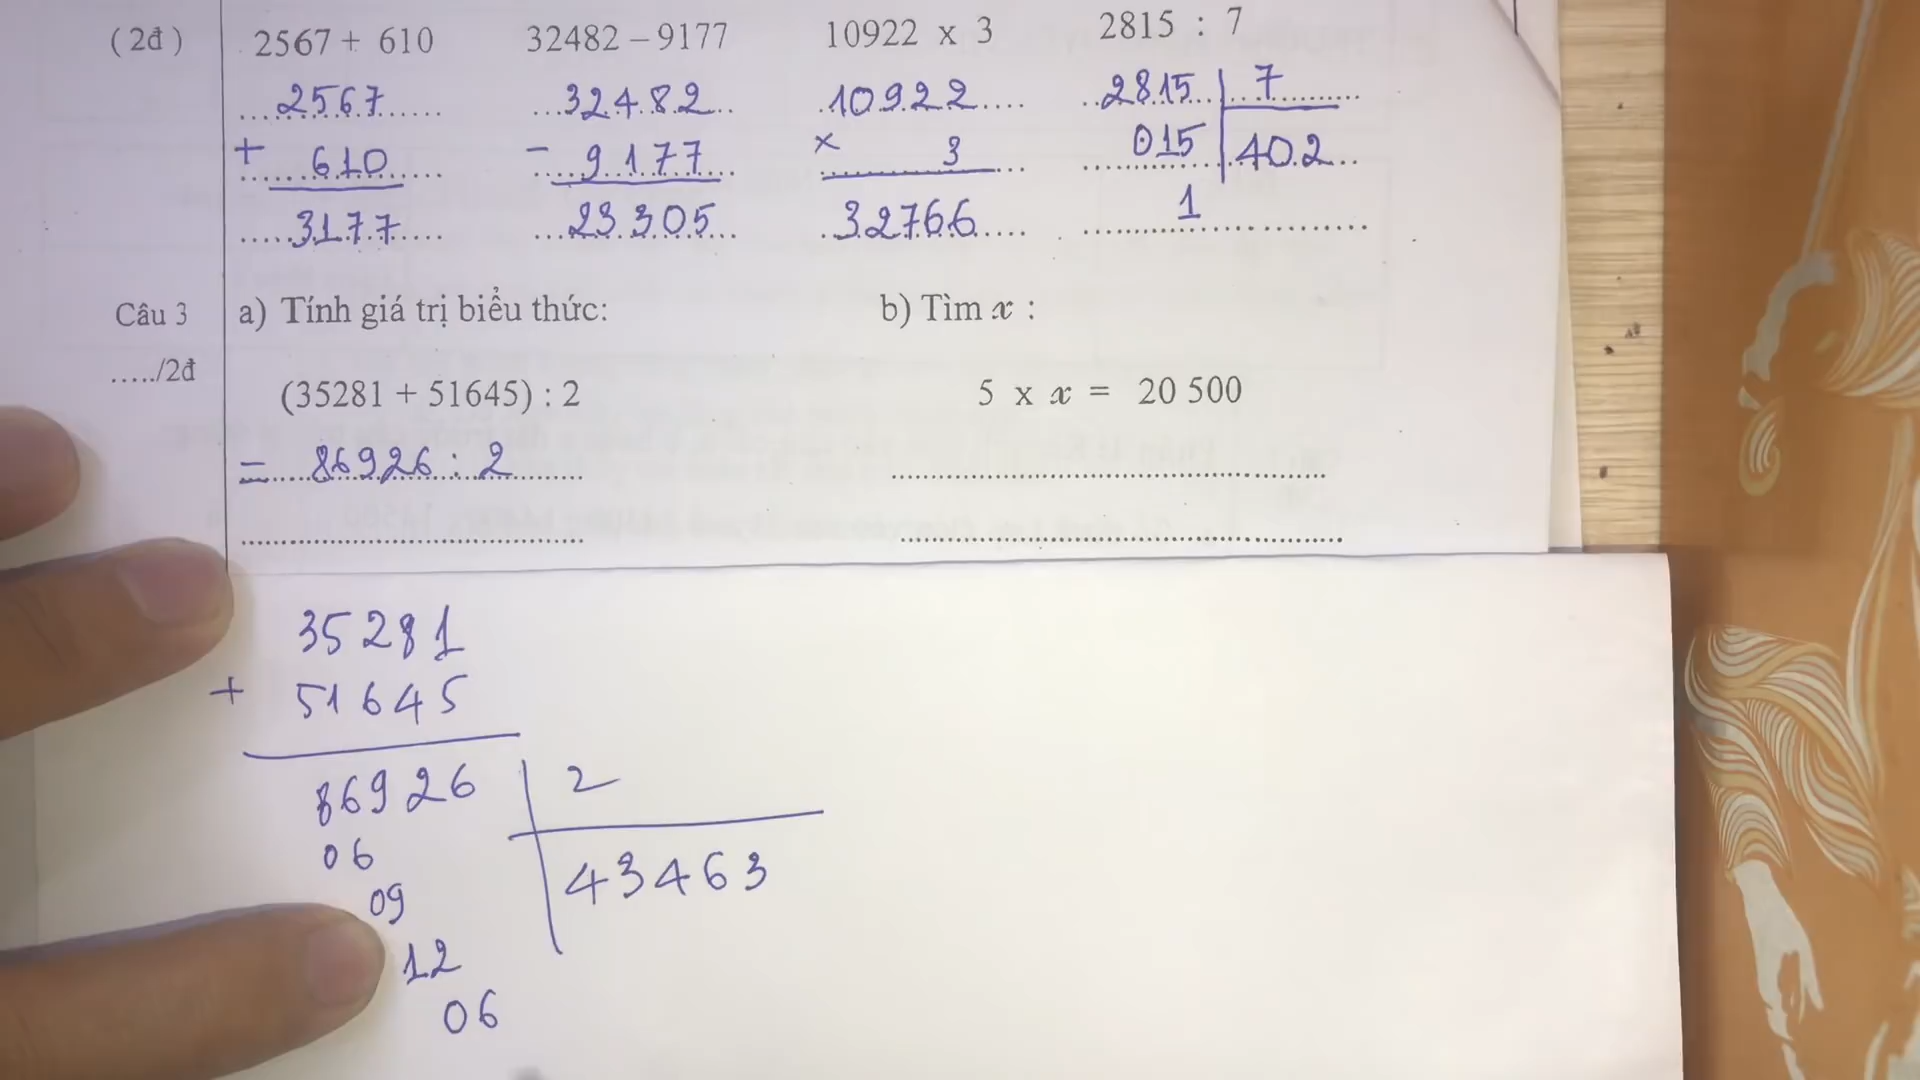 ( 2đ ) 2567 + 610 32482 – 9177 10922 x 3 2815 : 7
2567 32482 10922 2815 7
+ 610 - 9177 x 3 015 402
3177 23305 32766 1
Câu 3 a) Tính giá trị biểu thức: b) Tìm x :
...../2đ (35281 + 51645) : 2 5 x x = 20 500
= 86926 : 2
35281
+ 51645
86926 2
06 43463
09
12
06